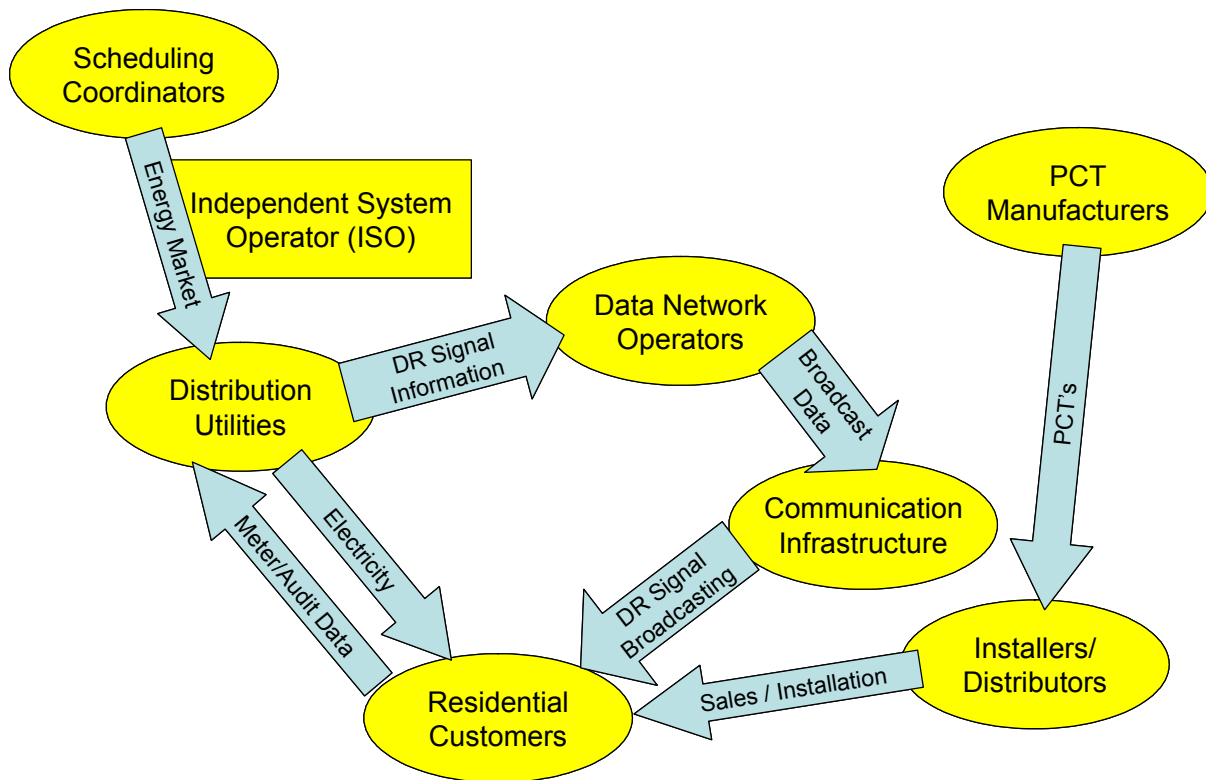 Scheduling
Coordinators
Energy Market
Independent System
Operator (ISO)
PCT
Manufacturers
Data Network
Operators
DR Signal
Information
Distribution
Utilities
Broadcast
Data
PCT's
Communication
Infrastructure
Electricity
Meter/Audit Data
DR Signal
Broadcasting
Installers/
Distributors
Sales / Installation
Residential
Customers